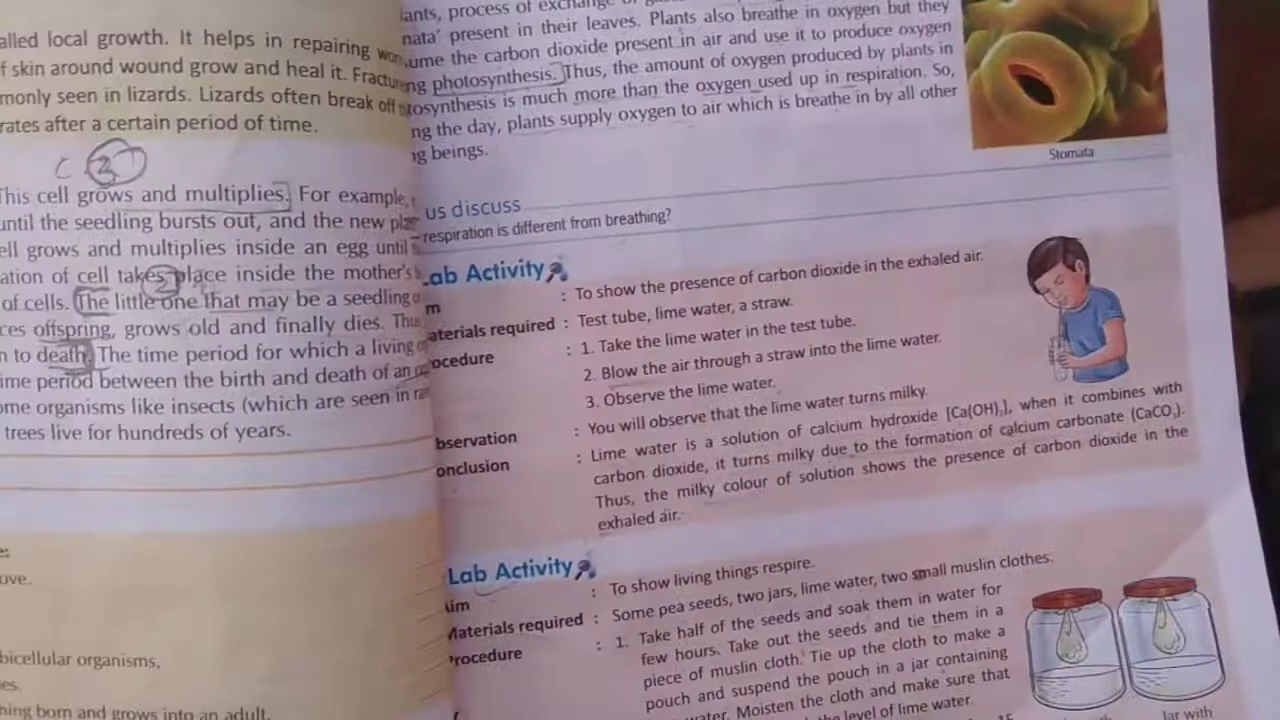 alled local growth. It helps in repairing
f skin around wound grow and heal it.
monly seen in lizards. Lizards often break off
rates after a certain period of time.
3
This cell grows and multiplies. For example,
until the seedling bursts out, and the new
ell grows and multiplies inside an egg until
ation of cell takes place inside the mother's
2
of cells. The little one that may be a seedling
ces offspring, grows old and finally dies. Thus
n to death. The time period for which a living
ime period between the birth and death of an
ome organisms like insects (which are seen in
trees live for hundreds of years.
e:
ove.
bicellular organisms,
es.
hing born and grows into an adult.
lants, process of exchange of
nata' present in their leaves. Plants also breathe in oxygen but they
ume the carbon dioxide present in air and use it to produce oxygen
ng photosynthesis. Thus, the amount of oxygen produced by plants in
tosynthesis is much more than the oxygen used up in respiration. So,
ng the day, plants supply oxygen to air which is breathe in by all other
ng beings.
Stomata
us discuss
respiration is different from breathing?
Lab Activity
m : To show the presence of carbon dioxide in the exhaled air.
aterials required : Test tube, lime water, a straw.
ocedure : 1. Take the lime water in the test tube.
2. Blow the air through a straw into the lime water.
3. Observe the lime water.
bservation : You will observe that the lime water turns milky.
onclusion : Lime water is a solution of calcium hydroxide [Ca(OH)₂], when it combines with
carbon dioxide, it turns milky due to the formation of calcium carbonate (CaCO₃).
Thus, the milky colour of solution shows the presence of carbon dioxide in the
exhaled air.
Lab Activity
Aim : To show living things respire.
Materials required : Some pea seeds, two jars, lime water, two small muslin clothes.
Procedure : 1. Take half of the seeds and soak them in water for
few hours. Take out the seeds and tie them in a
piece of muslin cloth. Tie up the cloth to make a
pouch and suspend the pouch in a jar containing
water. Moisten the cloth and make sure that
the level of lime water.
Jar with
15